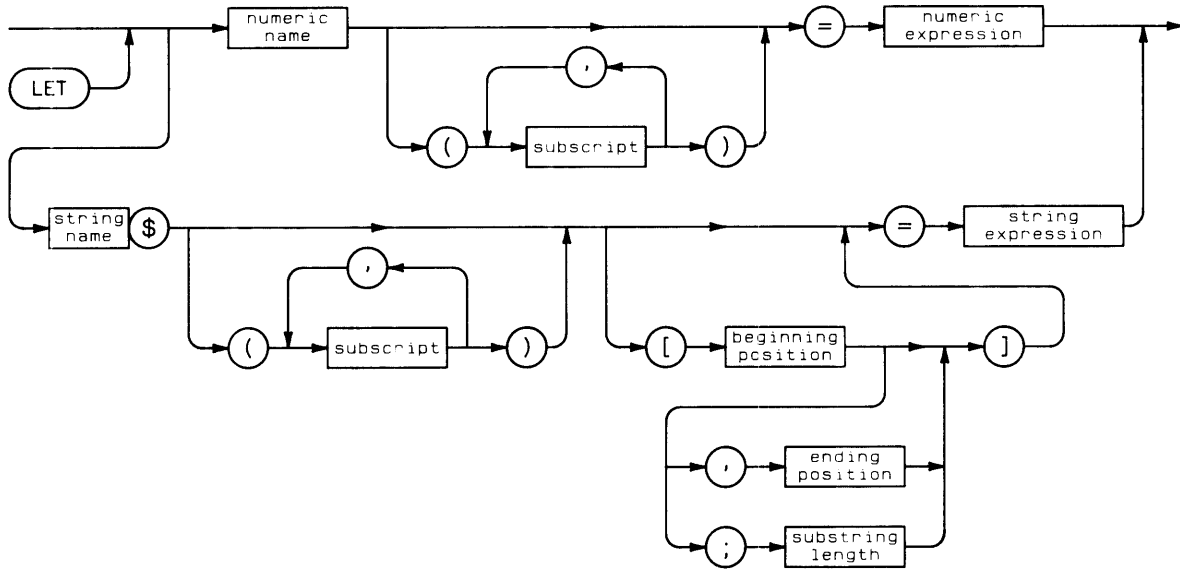 numeric
name
=
numeric
expression
LET
,
(
subscript
)
string
name
$
=
string
expression
,
(
subscript
)
[
beginning
position
]
,
ending
position
;
substring
length